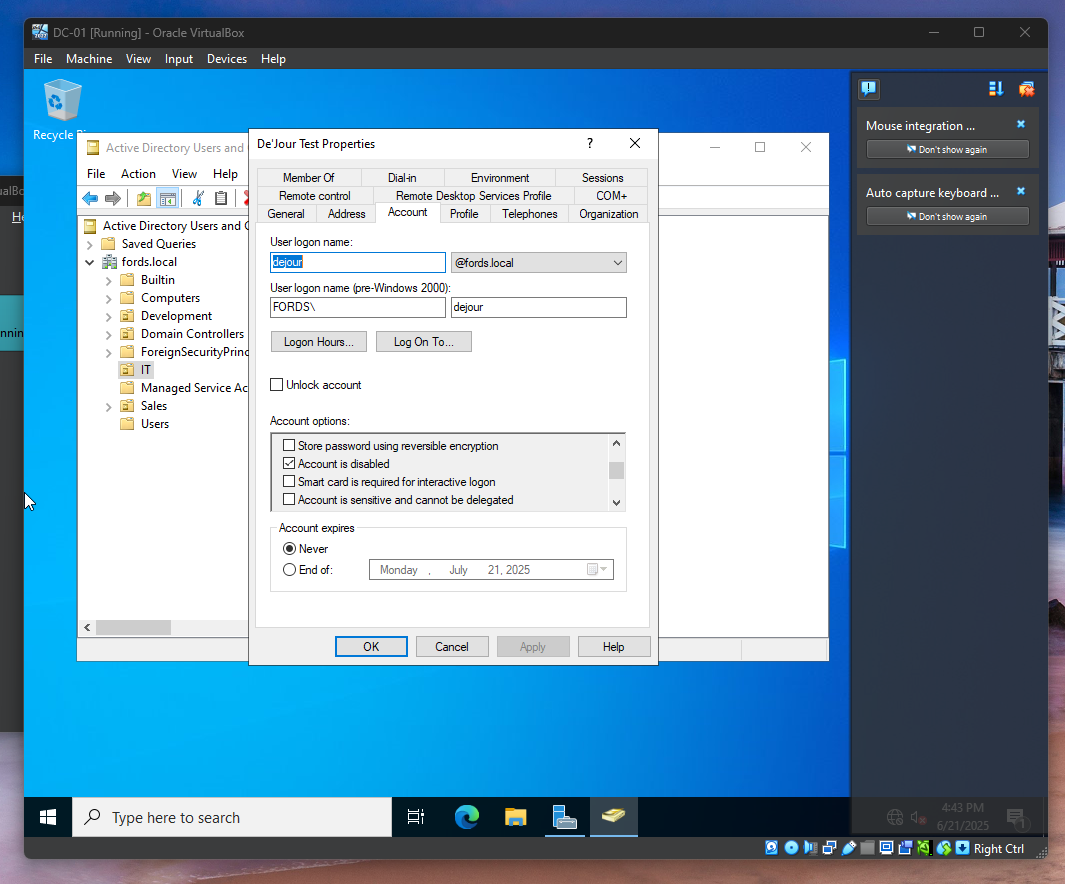 DC-01 [Running] - Oracle VirtualBox
File Machine View Input Devices Help
Recycle
Active Directory Users and
File Action View Help
Active Directory Users and
Saved Queries
fords.local
Builtin
Computers
Development
Domain Controllers
ForeignSecurityPrinc
IT
Managed Service Ac
Sales
Users
De'Jour Test Properties
?
Member Of Dial-in Environment Sessions
Remote control Remote Desktop Services Profile COM+
General Address Account Profile Telephones Organization
User logon name:
dejour @fords.local
User logon name (pre-Windows 2000):
FORDS\ dejour
Logon Hours... Log On To...
Unlock account
Account options:
Store password using reversible encryption
Account is disabled
Smart card is required for interactive logon
Account is sensitive and cannot be delegated
Account expires
Never
End of: Monday , July 21, 2025
OK Cancel Apply Help
Mouse integration ...
Don't show again
Auto capture keyboard ...
Don't show again
Type here to search
4:43 PM
6/21/2025
1
Right Ctrl